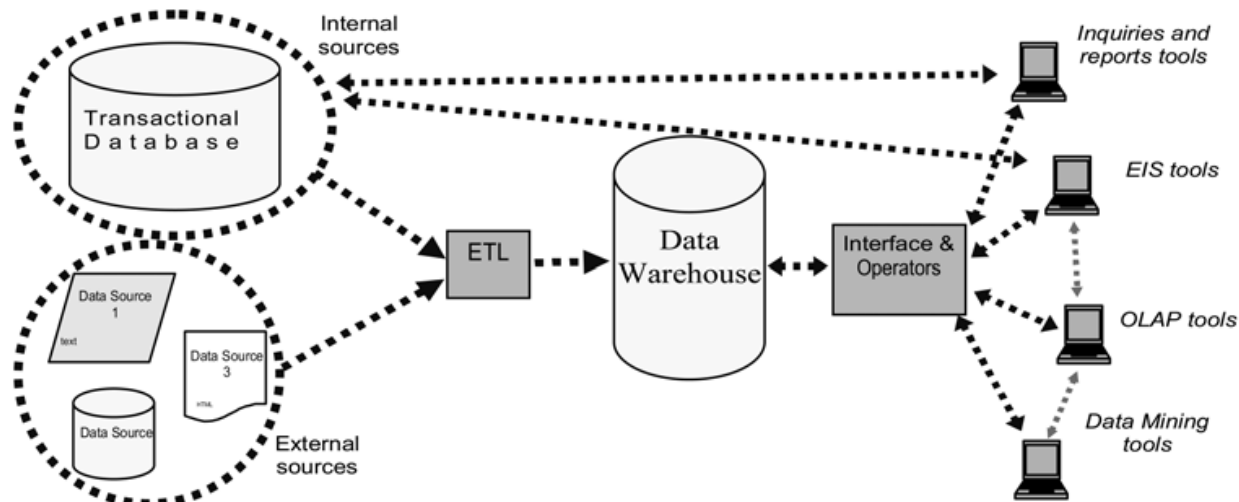 Internal
sources
Transactional
Database
Data Source
1
text
Data Source
3
HTML
Data Source
External
sources
ETL
Data
Warehouse
Interface &
Operators
Inquiries and
reports tools
EIS tools
OLAP tools
Data Mining
tools